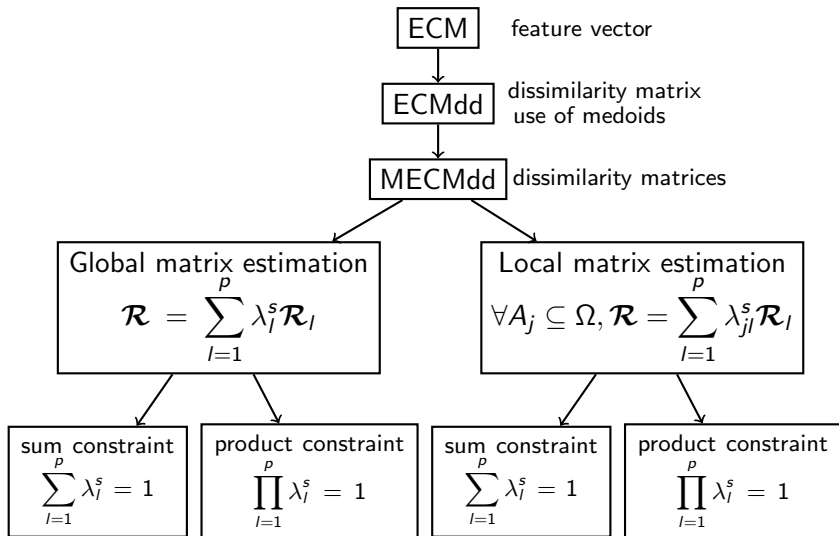 ECM feature vector
ECMdd dissimilarity matrix
use of medoids
MECMdd dissimilarity matrices
Global matrix estimation
𝓡 = ∑_{l=1}^{p} λ_l^s 𝓡_l
Local matrix estimation
∀A_j ⊆ Ω, 𝓡 = ∑_{l=1}^{p} λ_{jl}^s 𝓡_l
sum constraint
∑_{l=1}^{p} λ_l^s = 1
product constraint
∏_{l=1}^{p} λ_l^s = 1
sum constraint
∑_{l=1}^{p} λ_l^s = 1
product constraint
∏_{l=1}^{p} λ_l^s = 1